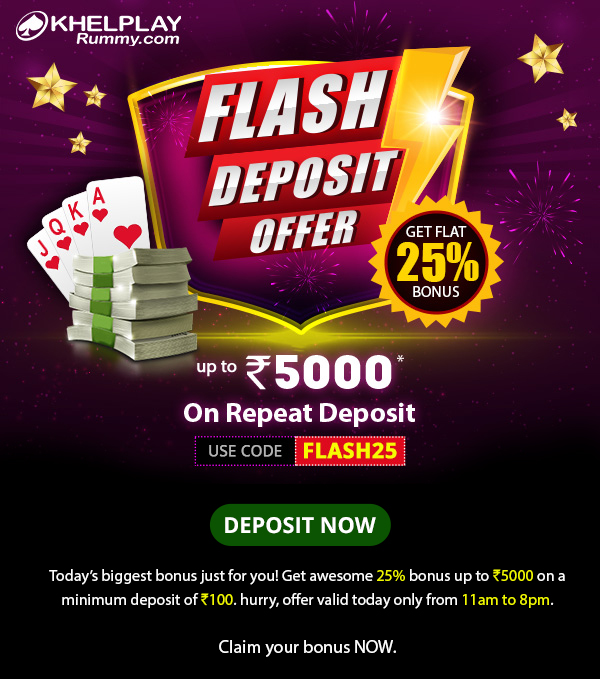 KHELPLAY
Rummy.com
FLASH
DEPOSIT
OFFER
GET FLAT
25%
BONUS
J
Q
K
A
up to ₹5000*
On Repeat Deposit
USE CODE FLASH25
DEPOSIT NOW
Today's biggest bonus just for you! Get awesome 25% bonus up to ₹5000 on a
minimum deposit of ₹100. hurry, offer valid today only from 11am to 8pm.
Claim your bonus NOW.